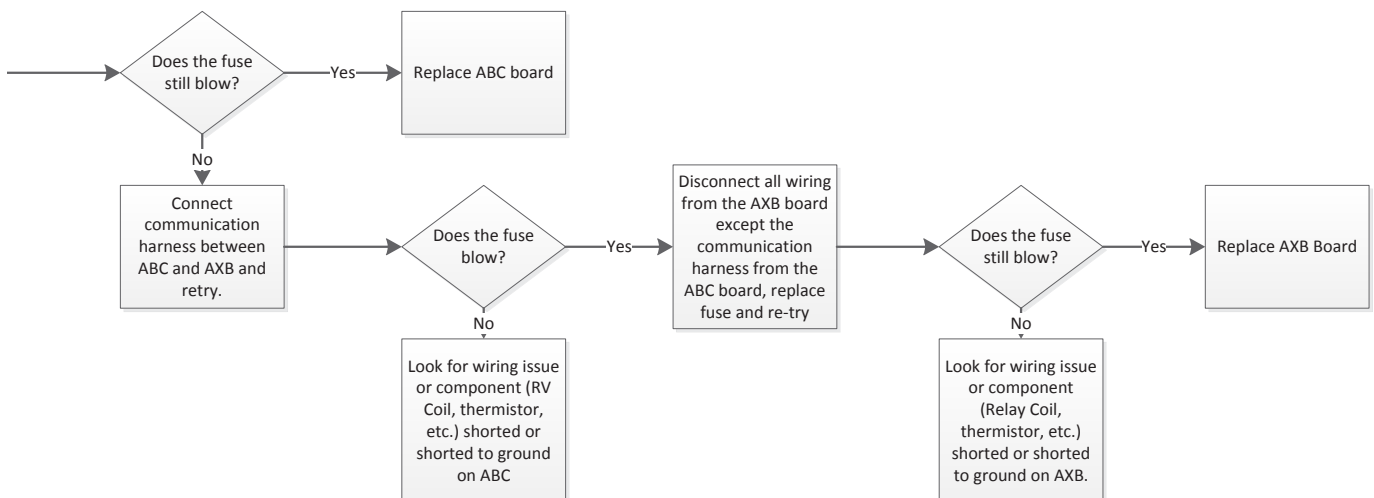 Does the fuse
still blow?
Yes
Replace ABC board
No
Connect
communication
harness between
ABC and AXB and
retry.
Does the fuse
blow?
Yes
Disconnect all wiring
from the AXB board
except the
communication
harness from the
ABC board, replace
fuse and re-try
Does the fuse
still blow?
Yes
Replace AXB Board
No
Look for wiring issue
or component (RV
Coil, thermistor,
etc.) shorted or
shorted to ground
on ABC
No
Look for wiring issue
or component
(Relay Coil,
thermistor, etc.)
shorted or shorted
to ground on AXB.